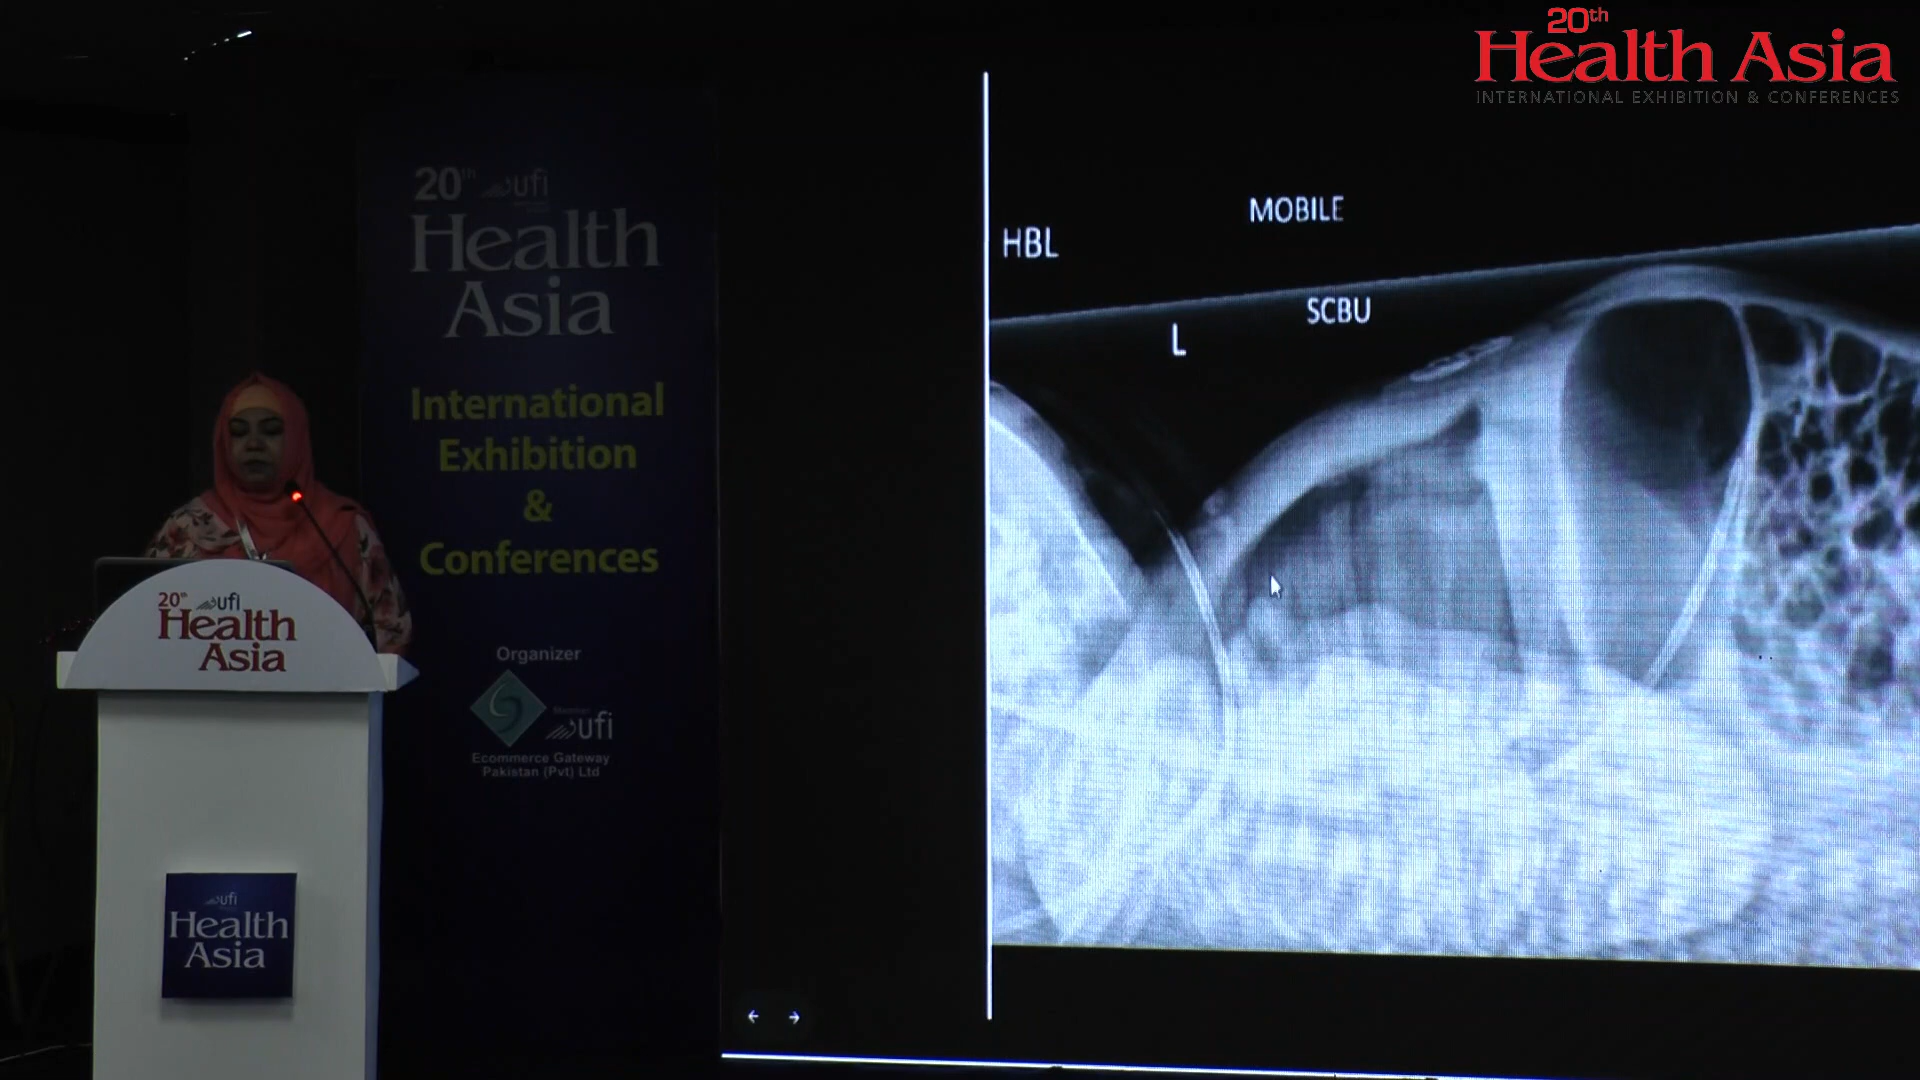 20th
Health Asia
INTERNATIONAL EXHIBITION & CONFERENCES
20th ufi
Health
Asia
International
Exhibition
&
Conferences
Organizer
Member
ufi
Ecommerce Gateway
Pakistan (Pvt) Ltd
20th ufi
Health
Asia
ufi
Health
Asia
MOBILE
HBL
SCBU
L